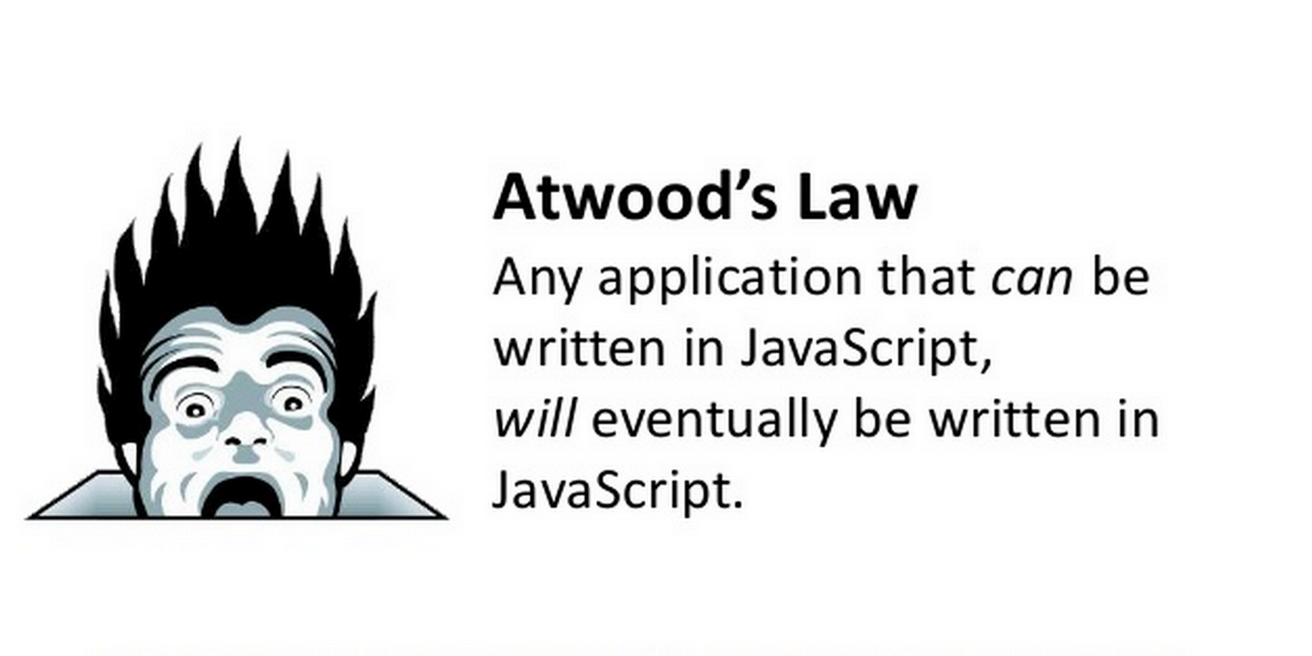 Atwood’s Law
Any application that can be
written in JavaScript,
will eventually be written in
JavaScript.